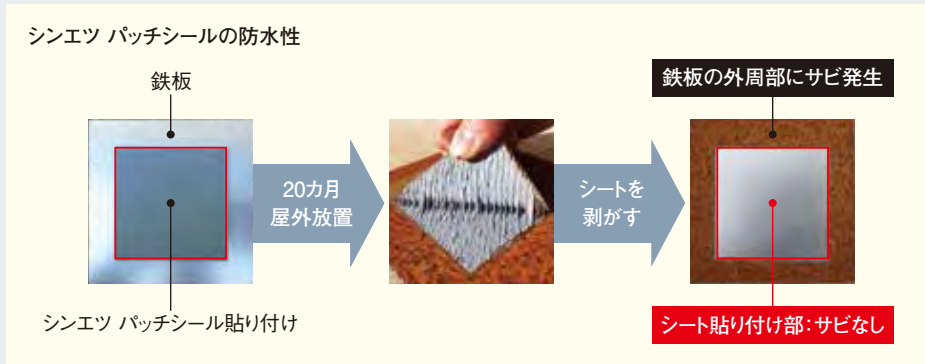 シンエツ パッチシールの防水性
鉄板
シンエツ パッチシール貼り付け
20カ月
屋外放置
シートを
剥がす
鉄板の外周部にサビ発生
シート貼り付け部：サビなし